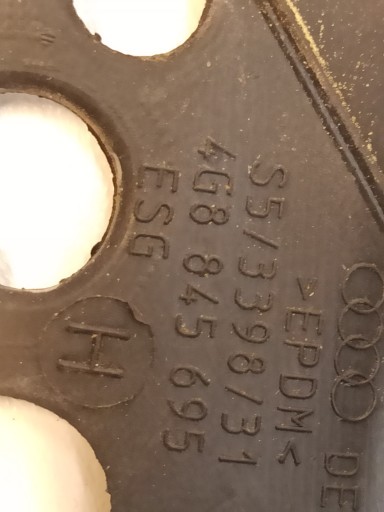 DE
>EPDM<
S5/3398/31
4G8 845 695
ESG
H